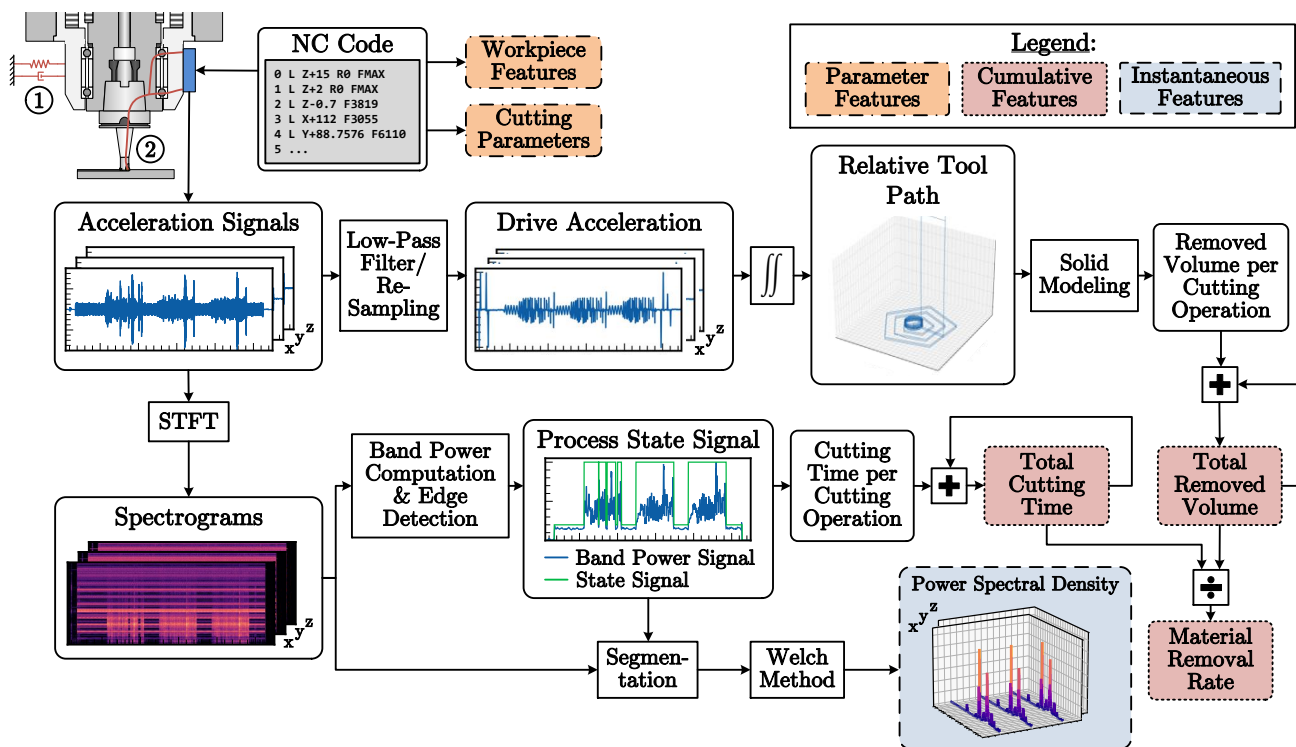 1
2
NC Code
0 L Z+15 R0 FMAX
1 L Z+2 R0 FMAX
2 L Z-0.7 F3819
3 L X+112 F3055
4 L Y+88.7576 F6110
5 ...
Workpiece
Features
Cutting
Parameters
Legend:
Parameter
Features
Cumulative
Features
Instantaneous
Features
Acceleration Signals
x y z
Low-Pass
Filter/
Re-
Sampling
Drive Acceleration
x y z
∬
Relative Tool
Path
Solid
Modeling
Removed
Volume per
Cutting
Operation
+
STFT
Spectrograms
x y z
Band Power
Computation
& Edge
Detection
Process State Signal
Band Power Signal
State Signal
Cutting
Time per
Cutting
Operation
+
Total
Cutting
Time
Total
Removed
Volume
÷
Material
Removal
Rate
Segmen-
tation
Welch
Method
Power Spectral Density
x y z